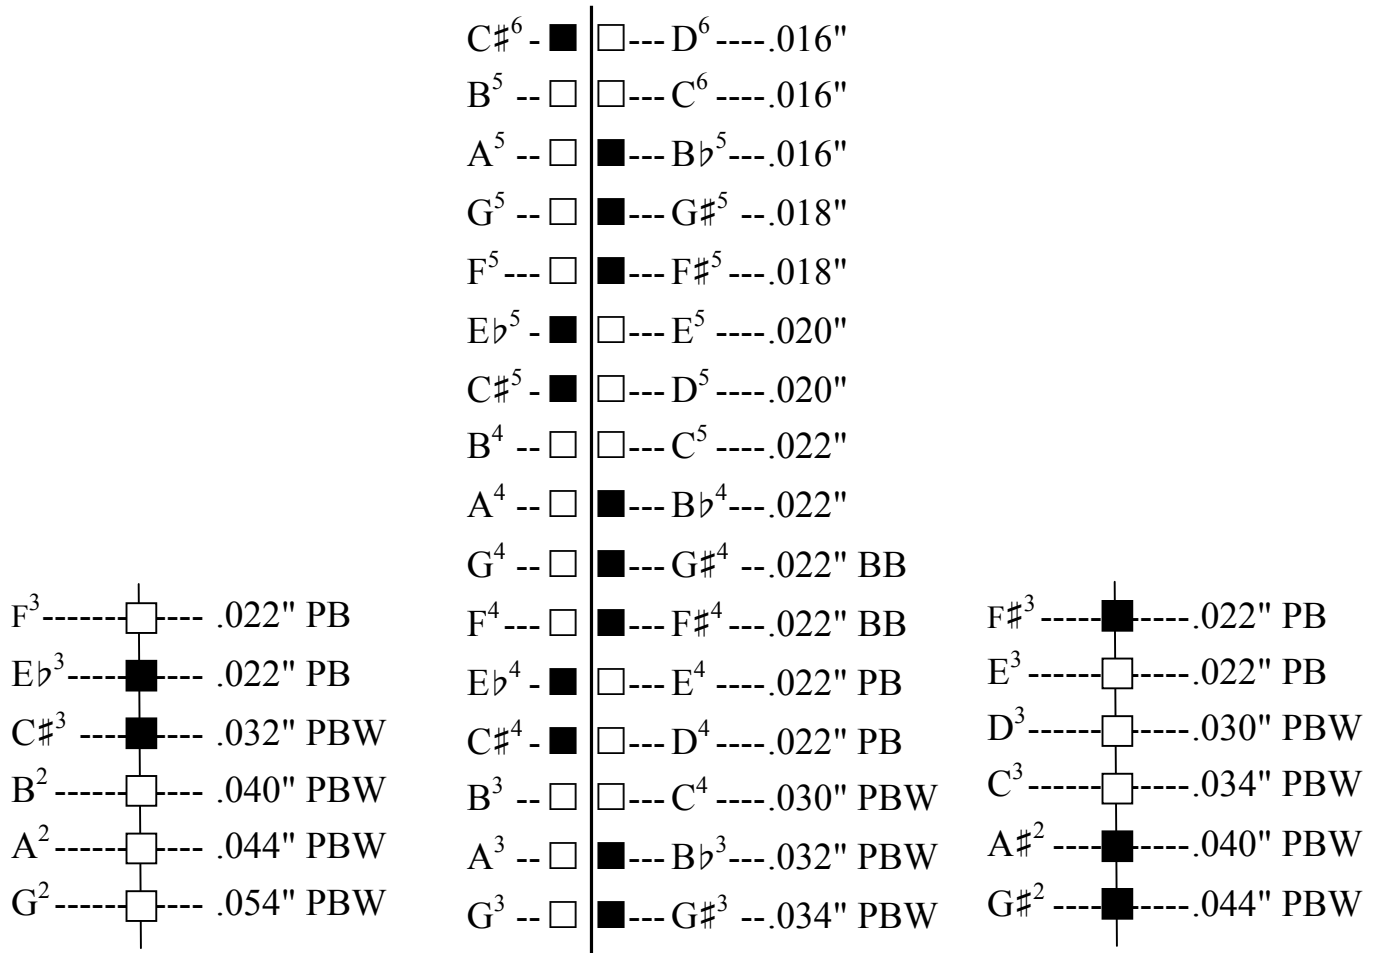 C♯⁶ - ■ □--- D⁶ ----.016"
B⁵ -- □ □--- C⁶ ----.016"
A⁵ -- □ ■--- B♭⁵---.016"
G⁵ -- □ ■--- G♯⁵ --.018"
F⁵--- □ ■--- F♯⁵ ---.018"
E♭⁵ - ■ □--- E⁵ ----.020"
C♯⁵ - ■ □--- D⁵ ----.020"
B⁴ -- □ □--- C⁵ ----.022"
A⁴ -- □ ■--- B♭⁴---.022"
G⁴ -- □ ■--- G♯⁴ --.022" BB
F⁴--- □ ■--- F♯⁴ ---.022" BB
E♭⁴ - ■ □--- E⁴ ----.022" PB
C♯⁴ - ■ □--- D⁴ ----.022" PB
B³ -- □ □--- C⁴ ----.030" PBW
A³ -- □ ■--- B♭³---.032" PBW
G³ -- □ ■--- G♯³ --.034" PBW
F³------□---- .022" PB
E♭³-----■---- .022" PB
C♯³ ----■---- .032" PBW
B² ------□---- .040" PBW
A² ------□---- .044" PBW
G² ------□---- .054" PBW
F♯³ -----■-----.022" PB
E³ -------□-----.022" PB
D³-------□-----.030" PBW
C³-------□-----.034" PBW
A♯² -----■-----.040" PBW
G♯² -----■-----.044" PBW